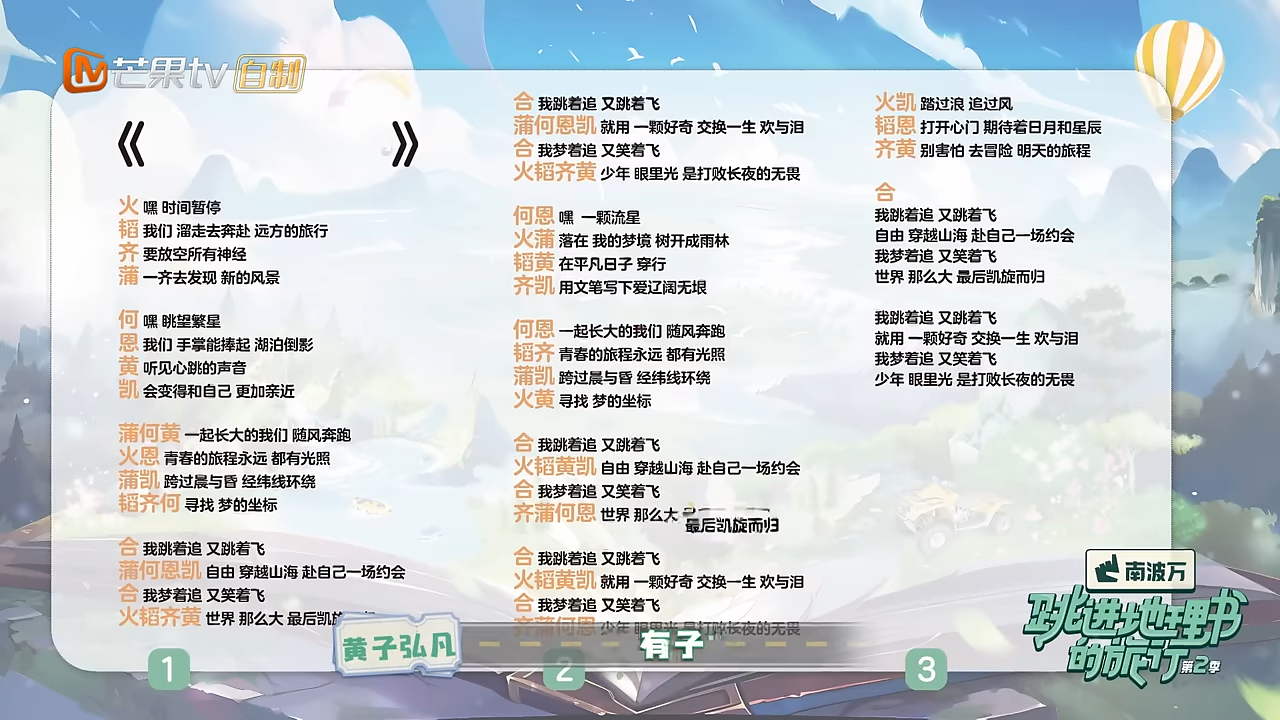 芒果tv 自制
《 》
火 嘿 时间暂停
韬 我们 溜走去奔赴 远方的旅行
齐 要放空所有神经
蒲 一齐去发现 新的风景
何 嘿 眺望繁星
恩 我们 手掌能捧起 湖泊倒影
黄 听见心跳的声音
凯 会变得和自己 更加亲近
蒲何黄 一起长大的我们 随风奔跑
火恩 青春的旅程永远 都有光照
蒲凯 跨过晨与昏 经纬线环绕
韬齐何 寻找 梦的坐标
合 我跳着追 又跳着飞
蒲何恩凯 自由 穿越山海 赴自己一场约会
合 我梦着追 又笑着飞
火韬齐黄 世界 那么大 最后凯
1
合 我跳着追 又跳着飞
蒲何恩凯 就用 一颗好奇 交换一生 欢与泪
合 我梦着追 又笑着飞
火韬齐黄 少年 眼里光 是打败长夜的无畏
何恩 嘿 一颗流星
火蒲 落在 我的梦境 树开成雨林
韬黄 在平凡日子 穿行
齐凯 用文笔写下爱辽阔无垠
何恩 一起长大的我们 随风奔跑
韬齐 青春的旅程永远 都有光照
蒲凯 跨过晨与昏 经纬线环绕
火黄 寻找 梦的坐标
合 我跳着追 又跳着飞
火韬黄凯 自由 穿越山海 赴自己一场约会
合 我梦着追 又笑着飞
齐蒲何恩 世界 那么大 最后凯旋而归
合 我跳着追 又跳着飞
火韬黄凯 就用 一颗好奇 交换一生 欢与泪
合 我梦着追 又笑着飞
齐蒲何恩 少年 眼里光 是打败长夜的无畏
2
火凯 踏过浪 追过风
韬恩 打开心门 期待着日月和星辰
齐黄 别害怕 去冒险 明天的旅程
合
我跳着追 又跳着飞
自由 穿越山海 赴自己一场约会
我梦着追 又笑着飞
世界 那么大 最后凯旋而归
我跳着追 又跳着飞
就用 一颗好奇 交换一生 欢与泪
我梦着追 又笑着飞
少年 眼里光 是打败长夜的无畏
3
黄子弘凡
有子
南波万
跳进地理书
的旅行
第2季